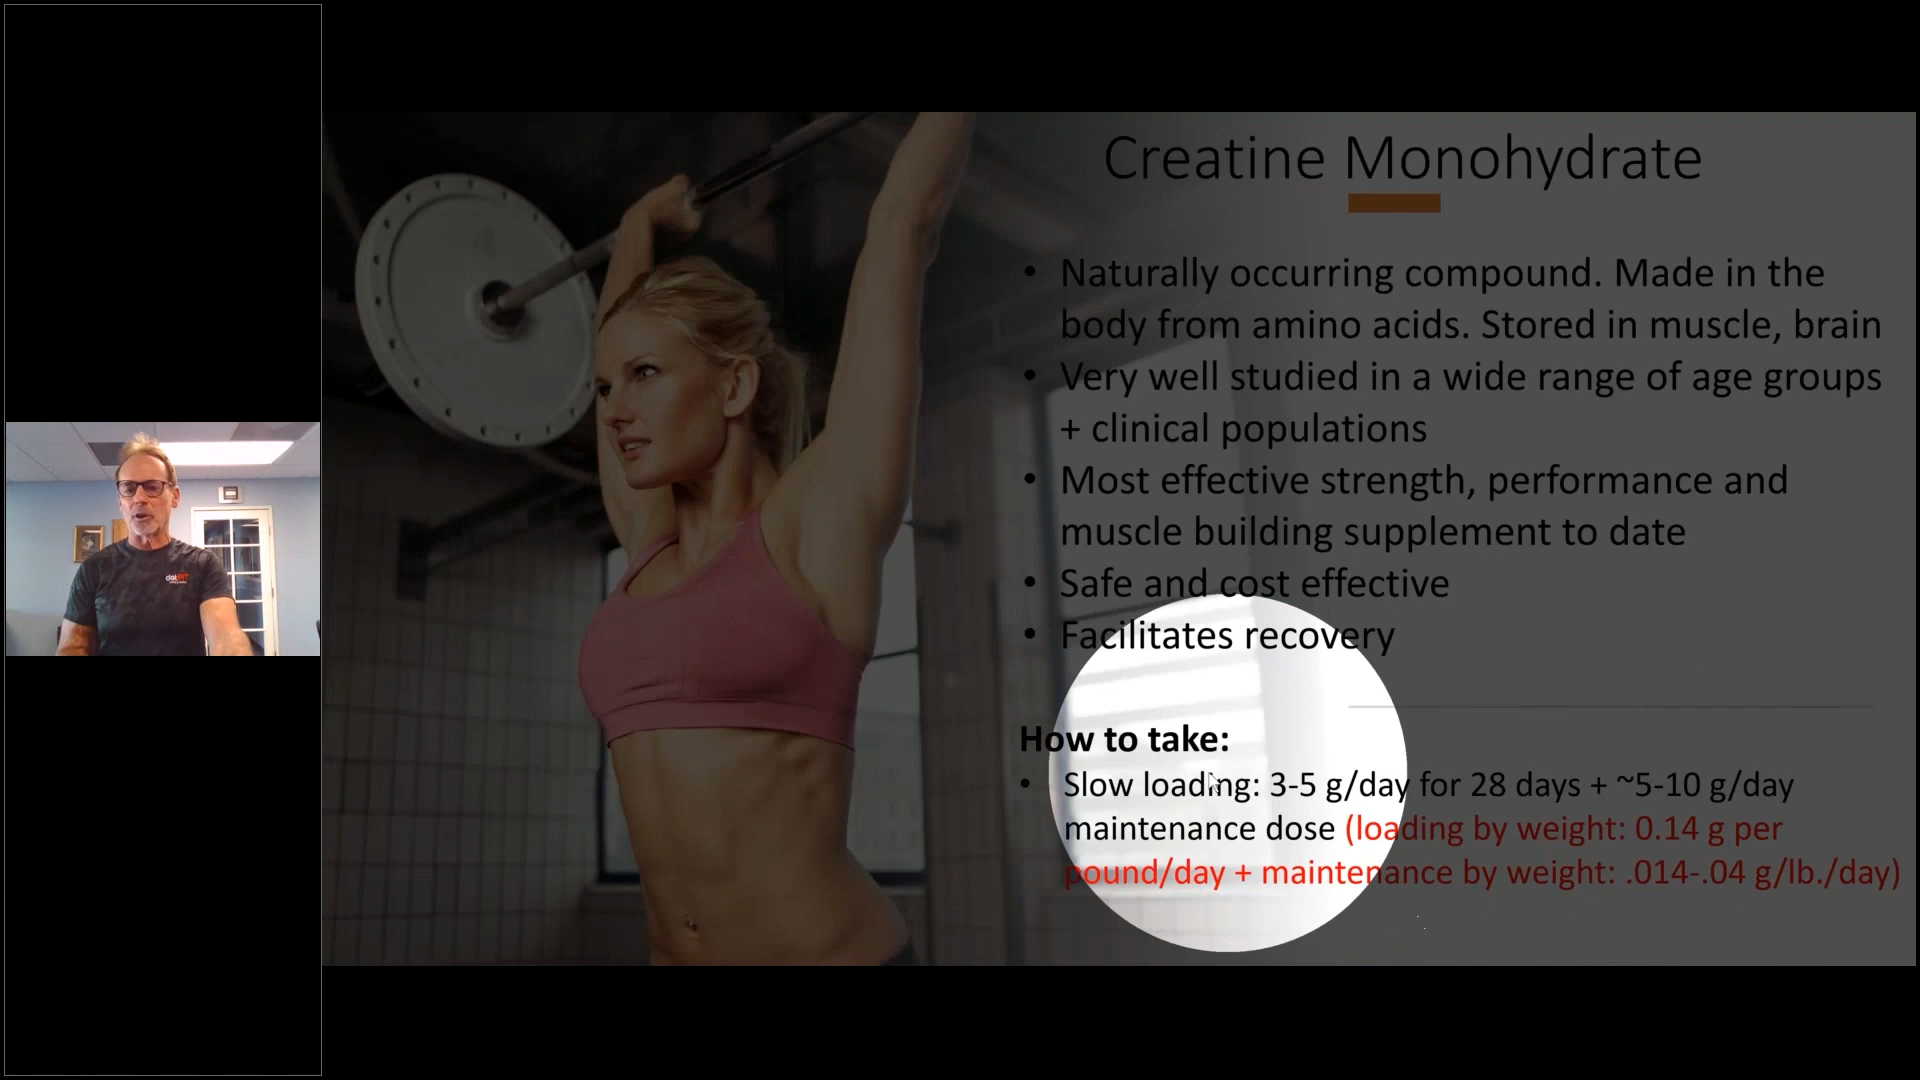 Creatine Monohydrate
• Naturally occurring compound. Made in the
body from amino acids. Stored in muscle, brain
• Very well studied in a wide range of age groups
+ clinical populations
• Most effective strength, performance and
muscle building supplement to date
• Safe and cost effective
• Facilitates recovery
How to take:
• Slow loading: 3-5 g/day for 28 days + ~5-10 g/day
maintenance dose (loading by weight: 0.14 g per
pound/day + maintenance by weight: .014-.04 g/lb./day)
dotFIT